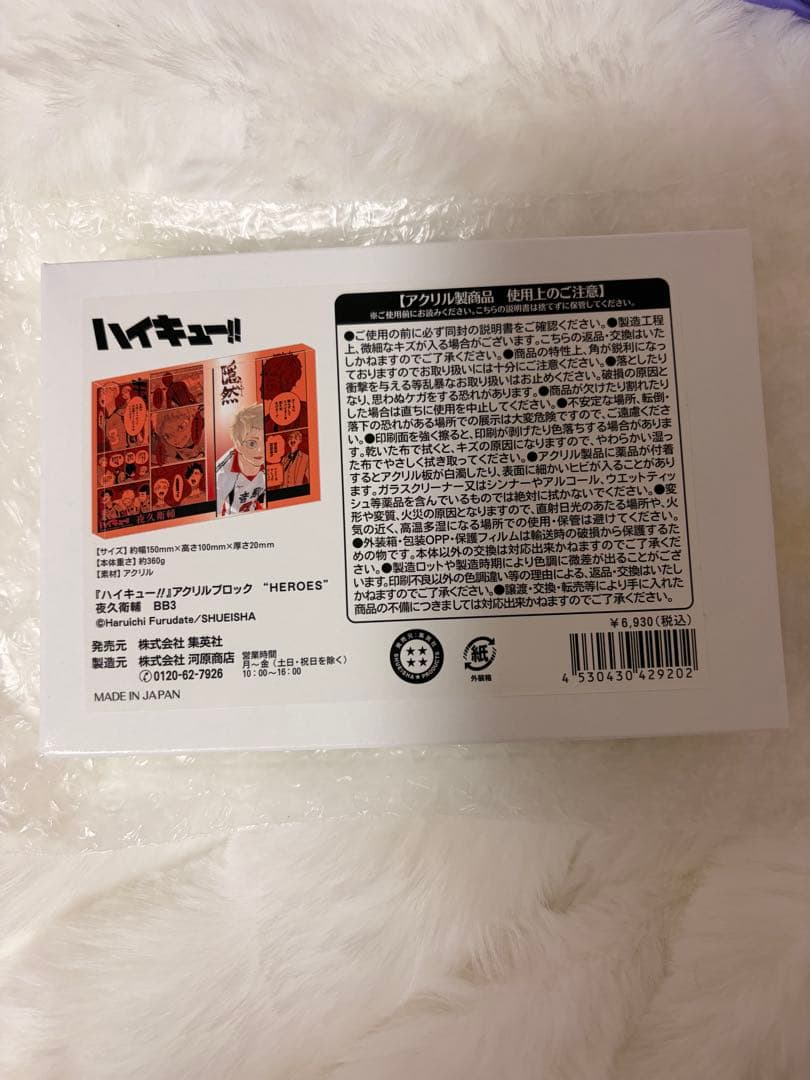 ハイキュー!!
隠然
夜久衛輔
【サイズ】約幅150mm×高さ100mm×厚さ20mm
【本体重さ】約360g
【素材】アクリル
『ハイキュー!!』アクリルブロック “HEROES”
夜久衛輔 BB3
©Haruichi Furudate/SHUEISHA
発売元 株式会社 集英社
製造元 株式会社 河原商店
0120-62-7926
営業時間
月〜金（土日・祝日を除く）
10：00〜16：00
MADE IN JAPAN
【アクリル製商品 使用上のご注意】
※ご使用前にお読みください。こちらの説明書は捨てずに保管してください。
●ご使用の前に必ず同封の説明書をご確認ください。●製造工程
上、微細なキズが入る場合がございます。こちらの返品・交換はいた
しかねますのでご了承ください。●商品の特性上、角が鋭利になっ
ておりますのでお取り扱いには十分にご注意ください。●落としたり
衝撃を与える等乱暴なお取り扱いはお止めください。破損の原因と
なり、思わぬケガをする恐れがあります。●商品が欠けたり割れたり
した場合は直ちに使用を中止してください。●不安定な場所、転倒・
落下の恐れがある場所での展示は大変危険ですので、ご遠慮くださ
い。●印刷面を強く擦ると、印刷が剥げたり色落ちする場合がありま
す。乾いた布で拭くと、キズの原因になりますので、やわらかい湿っ
た布でやさしく拭き取ってください。●アクリル製品に薬品が付着
するとアクリル板が白濁したり、表面に細かいヒビが入ることがあり
ます。ガラスクリーナー又はシンナーやアルコール、ウエットティッ
シュ等薬品を含んでいるものでは絶対に拭かないでください。●変
形や変質、火災の原因となりますので、直射日光のあたる場所や、火
気の近く、高温多湿になる場所での使用・保管は避けてください。
●外装箱・包装OPP・保護フィルムは輸送時の破損から保護するた
めの物です。本体以外の交換は対応出来かねますのでご了承くだ
さい。●製造ロットや製造時期により色調に微差が出ることがござ
います。印刷不良以外の色調違い等の理由による、返品・交換はいたし
かねますのでご了承ください。●譲渡・交換・転売等により手に入れた
商品の不備につきましては対応出来かねますのでご了承ください。
￥6,930(税込)
発売元：集英社
SHUEISHA PRODUCTS
紙
外装箱
4 530430 429202